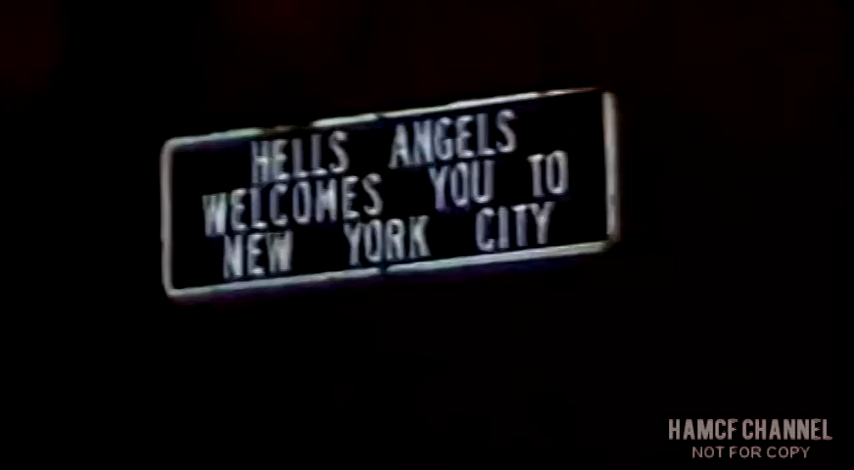 HELLS ANGELS
WELCOMES YOU TO
NEW YORK CITY
HAMCF CHANNEL
NOT FOR COPY